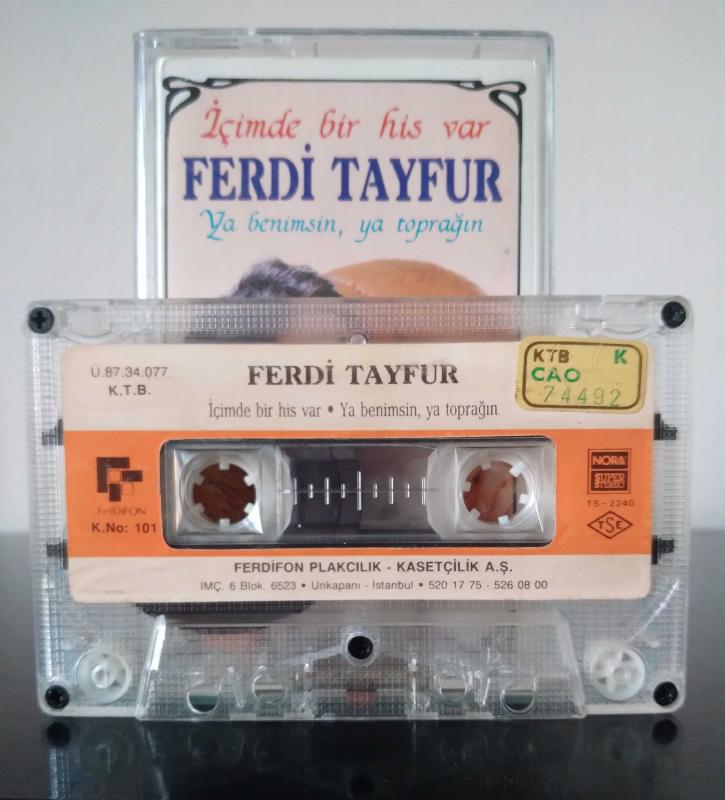 İçimde bir his var
FERDİ TAYFUR
Ya benimsin, ya toprağın
Ü.87.34.077
K.T.B.
FERDİ TAYFUR
İçimde bir his var • Ya benimsin, ya toprağın
KTB K
CAO
74492
FERDİFON
K.No: 101
NORA
SUPER
STEREO
TS-2240
TSE
FERDİFON PLAKCILIK - KASETÇİLİK A.Ş.
İMÇ. 6 Blok. 6523 • Unkapanı - İstanbul • 520 17 75 - 526 08 00